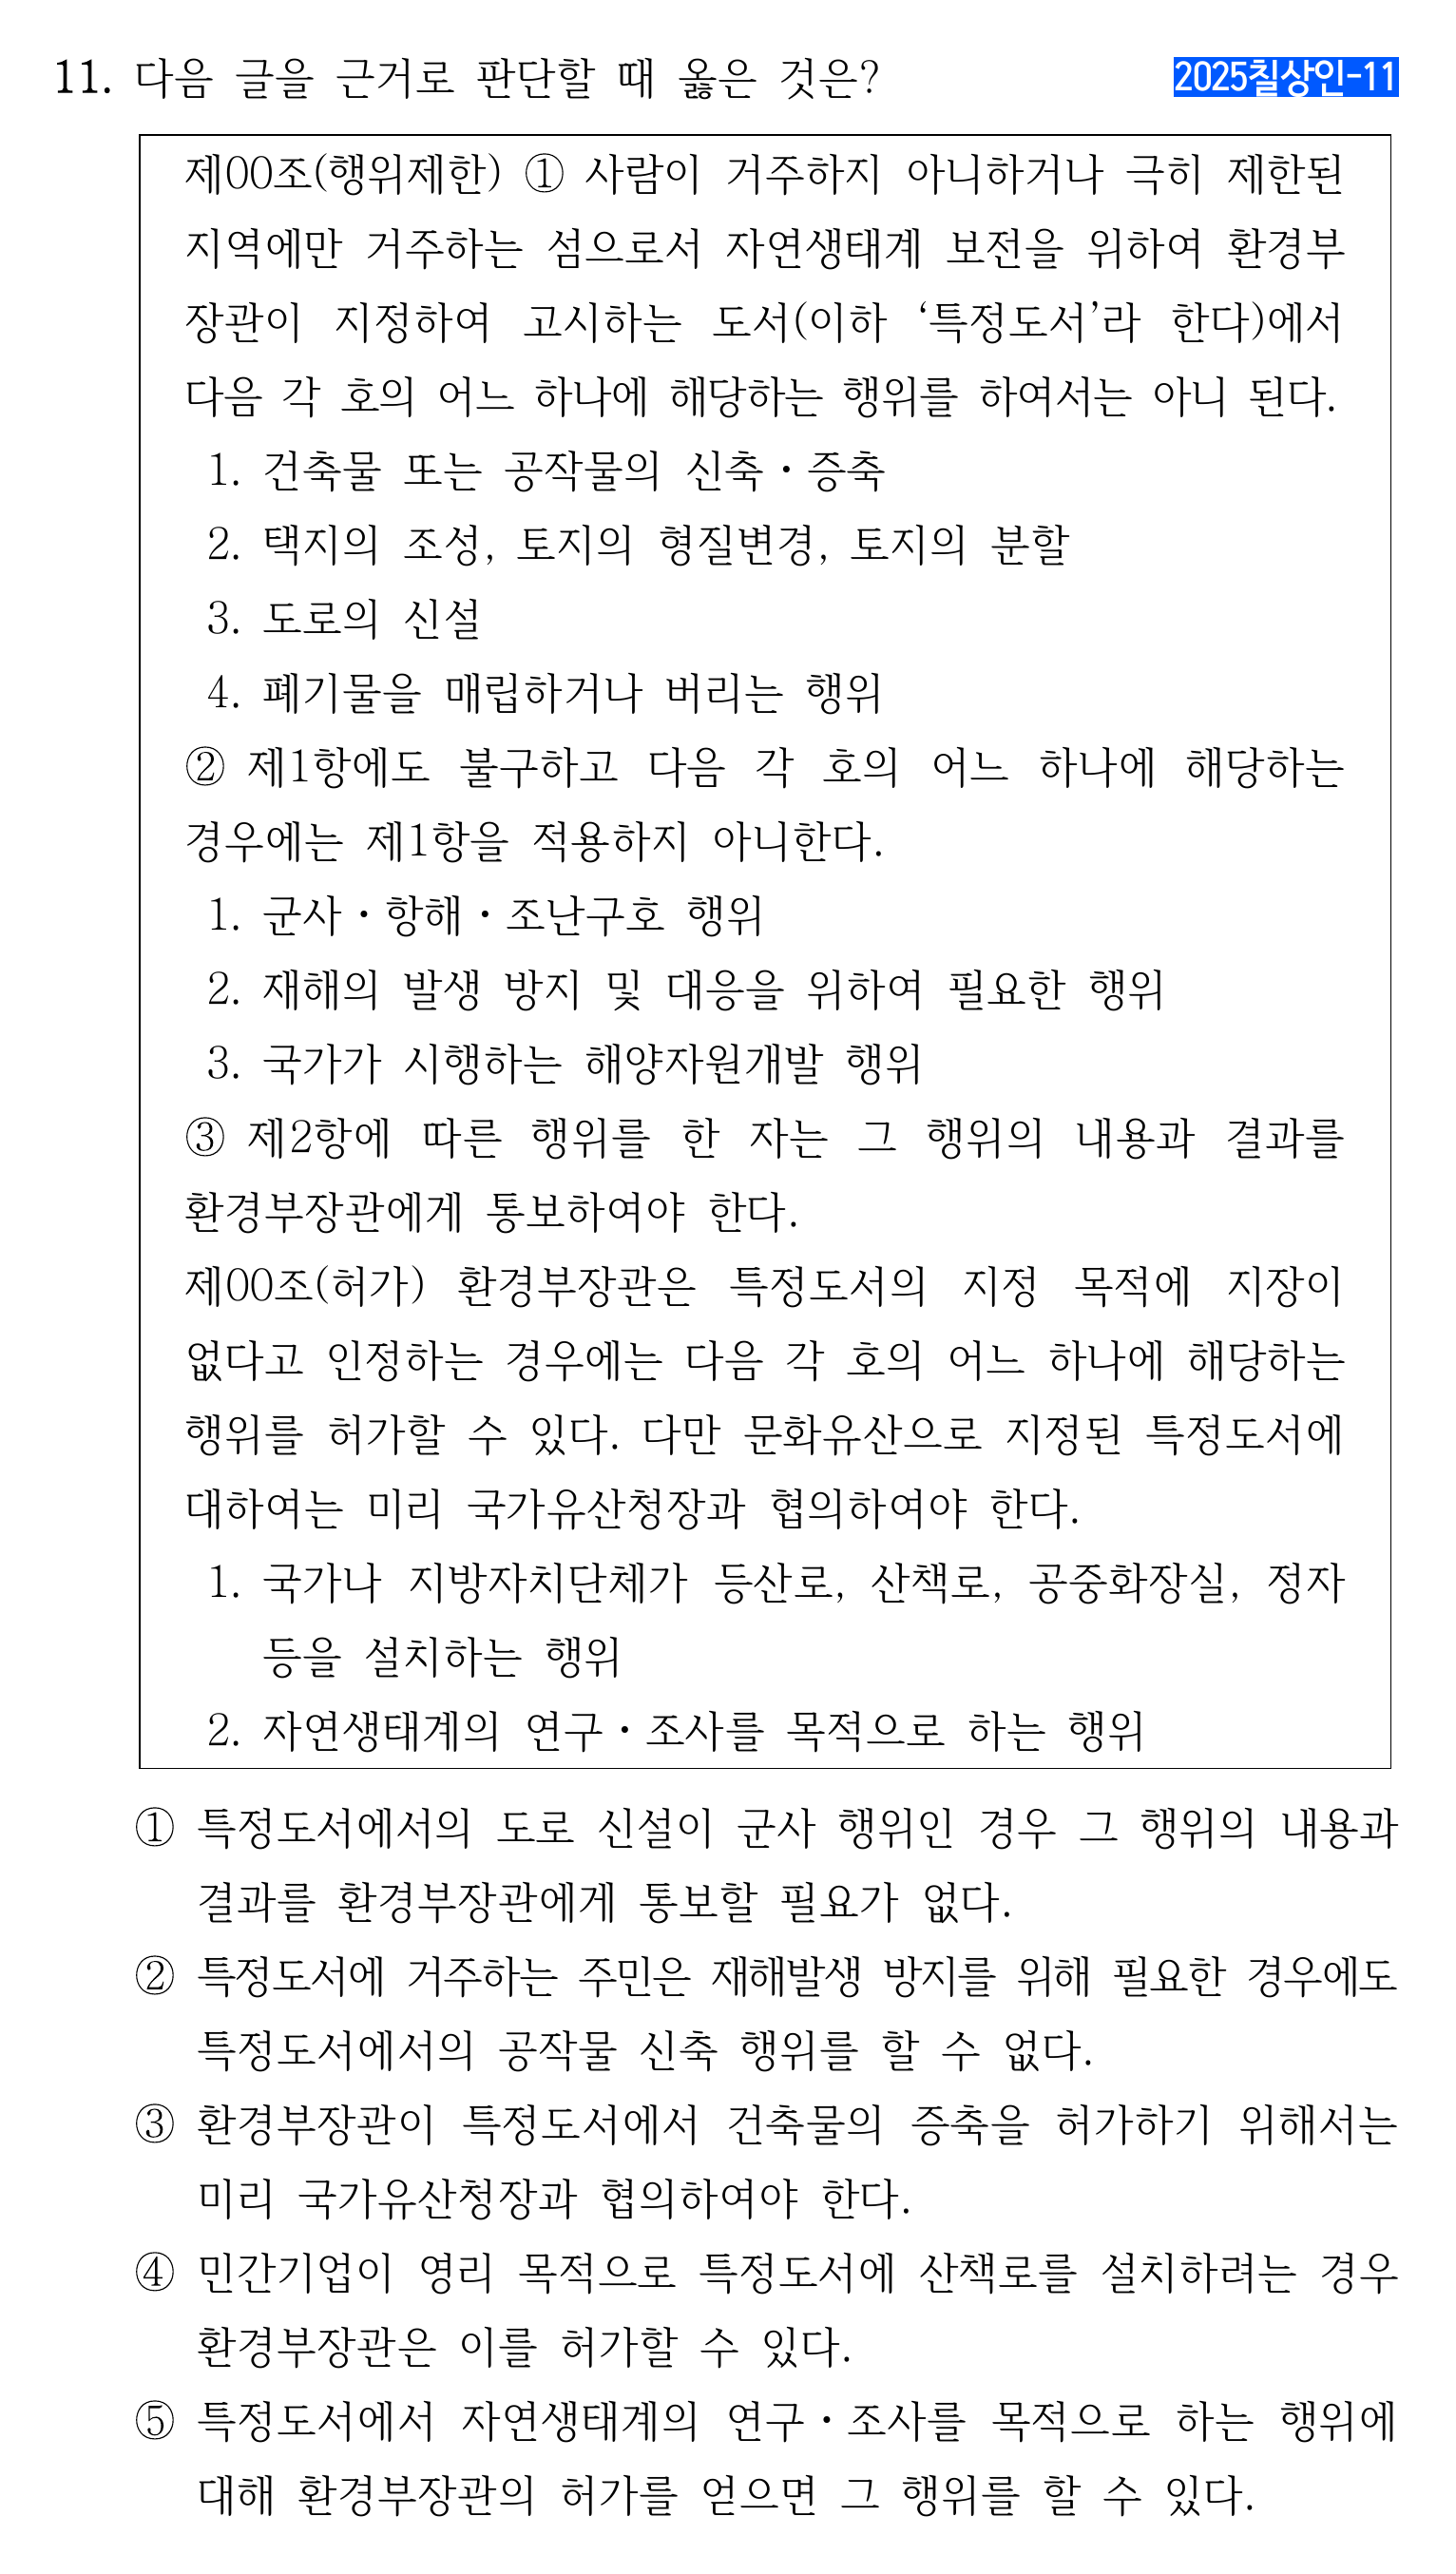 11. 다음 글을 근거로 판단할 때 옳은 것은?
2025칠상인-11
제00조(행위제한) ① 사람이 거주하지 아니하거나 극히 제한된
지역에만 거주하는 섬으로서 자연생태계 보전을 위하여 환경부
장관이 지정하여 고시하는 도서(이하 ‘특정도서’라 한다)에서
다음 각 호의 어느 하나에 해당하는 행위를 하여서는 아니 된다.
1. 건축물 또는 공작물의 신축・증축
2. 택지의 조성, 토지의 형질변경, 토지의 분할
3. 도로의 신설
4. 폐기물을 매립하거나 버리는 행위
② 제1항에도 불구하고 다음 각 호의 어느 하나에 해당하는
경우에는 제1항을 적용하지 아니한다.
1. 군사・항해・조난구호 행위
2. 재해의 발생 방지 및 대응을 위하여 필요한 행위
3. 국가가 시행하는 해양자원개발 행위
③ 제2항에 따른 행위를 한 자는 그 행위의 내용과 결과를
환경부장관에게 통보하여야 한다.
제00조(허가) 환경부장관은 특정도서의 지정 목적에 지장이
없다고 인정하는 경우에는 다음 각 호의 어느 하나에 해당하는
행위를 허가할 수 있다. 다만 문화유산으로 지정된 특정도서에
대하여는 미리 국가유산청장과 협의하여야 한다.
1. 국가나 지방자치단체가 등산로, 산책로, 공중화장실, 정자
등을 설치하는 행위
2. 자연생태계의 연구・조사를 목적으로 하는 행위
① 특정도서에서의 도로 신설이 군사 행위인 경우 그 행위의 내용과
결과를 환경부장관에게 통보할 필요가 없다.
② 특정도서에 거주하는 주민은 재해발생 방지를 위해 필요한 경우에도
특정도서에서의 공작물 신축 행위를 할 수 없다.
③ 환경부장관이 특정도서에서 건축물의 증축을 허가하기 위해서는
미리 국가유산청장과 협의하여야 한다.
④ 민간기업이 영리 목적으로 특정도서에 산책로를 설치하려는 경우
환경부장관은 이를 허가할 수 있다.
⑤ 특정도서에서 자연생태계의 연구・조사를 목적으로 하는 행위에
대해 환경부장관의 허가를 얻으면 그 행위를 할 수 있다.